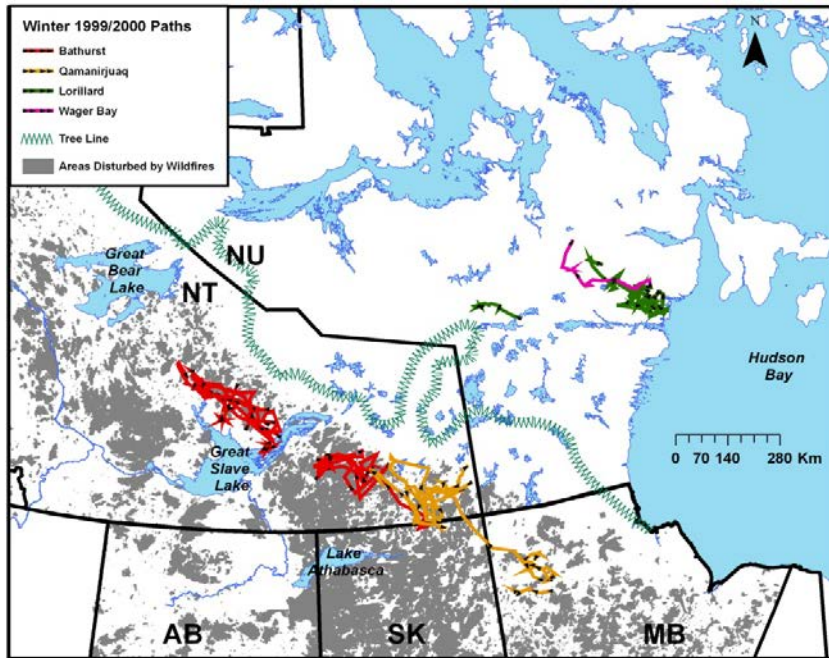 Winter 1999/2000 Paths
Bathurst
Qamanirjuaq
Lorillard
Wager Bay
Tree Line
Areas Disturbed by Wildfires
N
NU
Great
Bear
Lake
NT
Hudson
Bay
Great
Slave
Lake
0 70 140 280 Km
Lake
Athabasca
AB
SK
MB